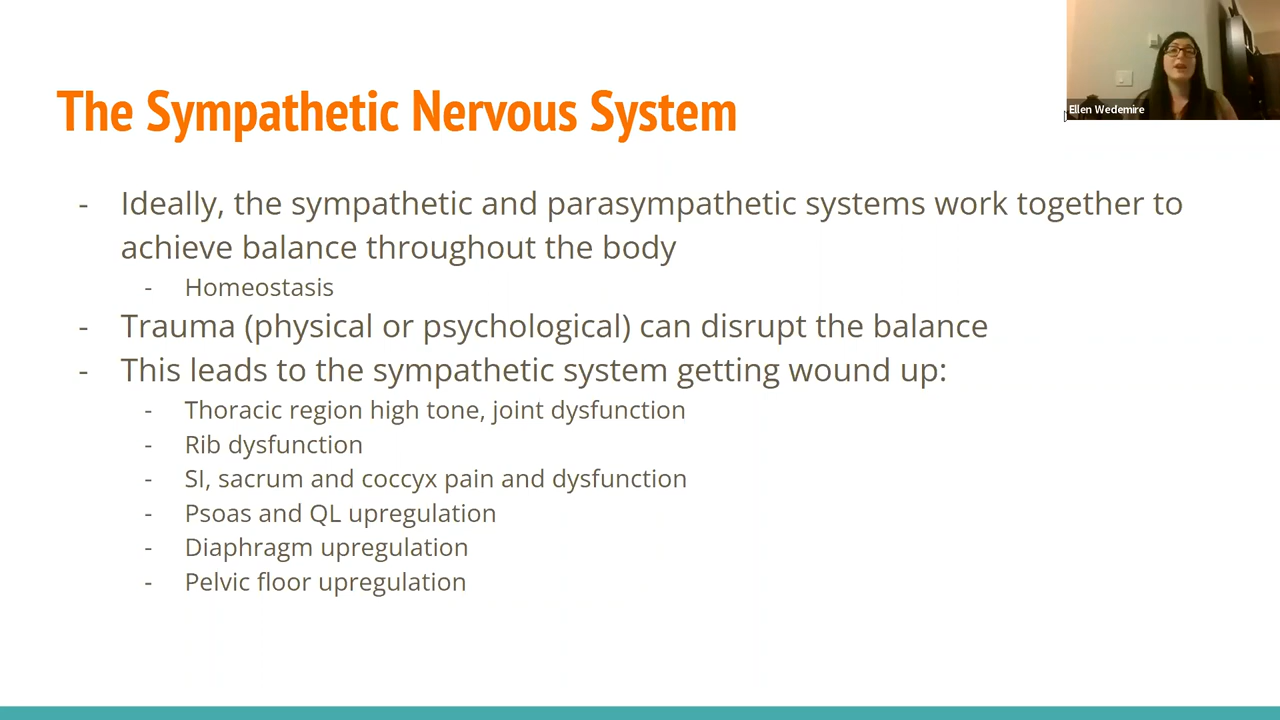 The Sympathetic Nervous System
Ellen Wedemire
- Ideally, the sympathetic and parasympathetic systems work together to
achieve balance throughout the body
- Homeostasis
- Trauma (physical or psychological) can disrupt the balance
- This leads to the sympathetic system getting wound up:
- Thoracic region high tone, joint dysfunction
- Rib dysfunction
- SI, sacrum and coccyx pain and dysfunction
- Psoas and QL upregulation
- Diaphragm upregulation
- Pelvic floor upregulation